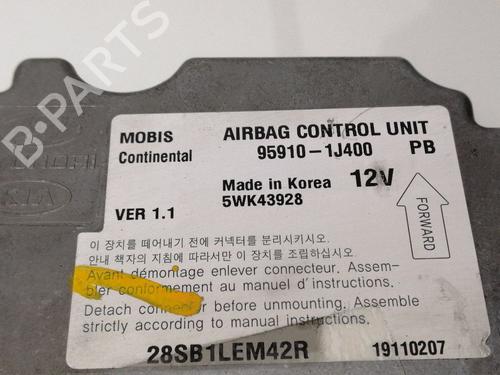 B-PARTS
MOBIS AIRBAG CONTROL UNIT
Continental 95910-1J400 PB
Made in Korea 12V
VER 1.1 5WK43928
FORWARD
이 장치를 떼어내기 전에 커넥터를 분리시키시오.
안내 책자의 지침에 따라서만 이 장치를 조립하십시오.
Avant démontage enlever connecteur. Assem-
bler conformement au manuel d'instructions.
Detach connector before unmounting. Assemble
strictly according to manual instructions.
28SB1LEM42R 19110207
KIA